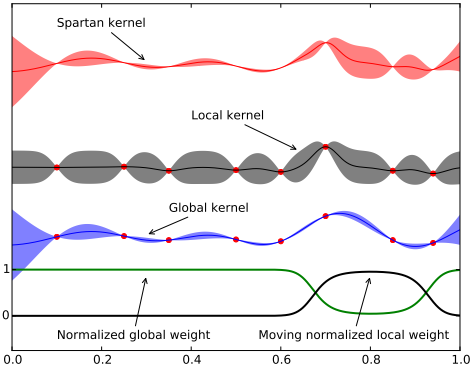 Spartan kernel
Local kernel
Global kernel
1
0
Normalized global weight
Moving normalized local weight
0.0 0.2 0.4 0.6 0.8 1.0